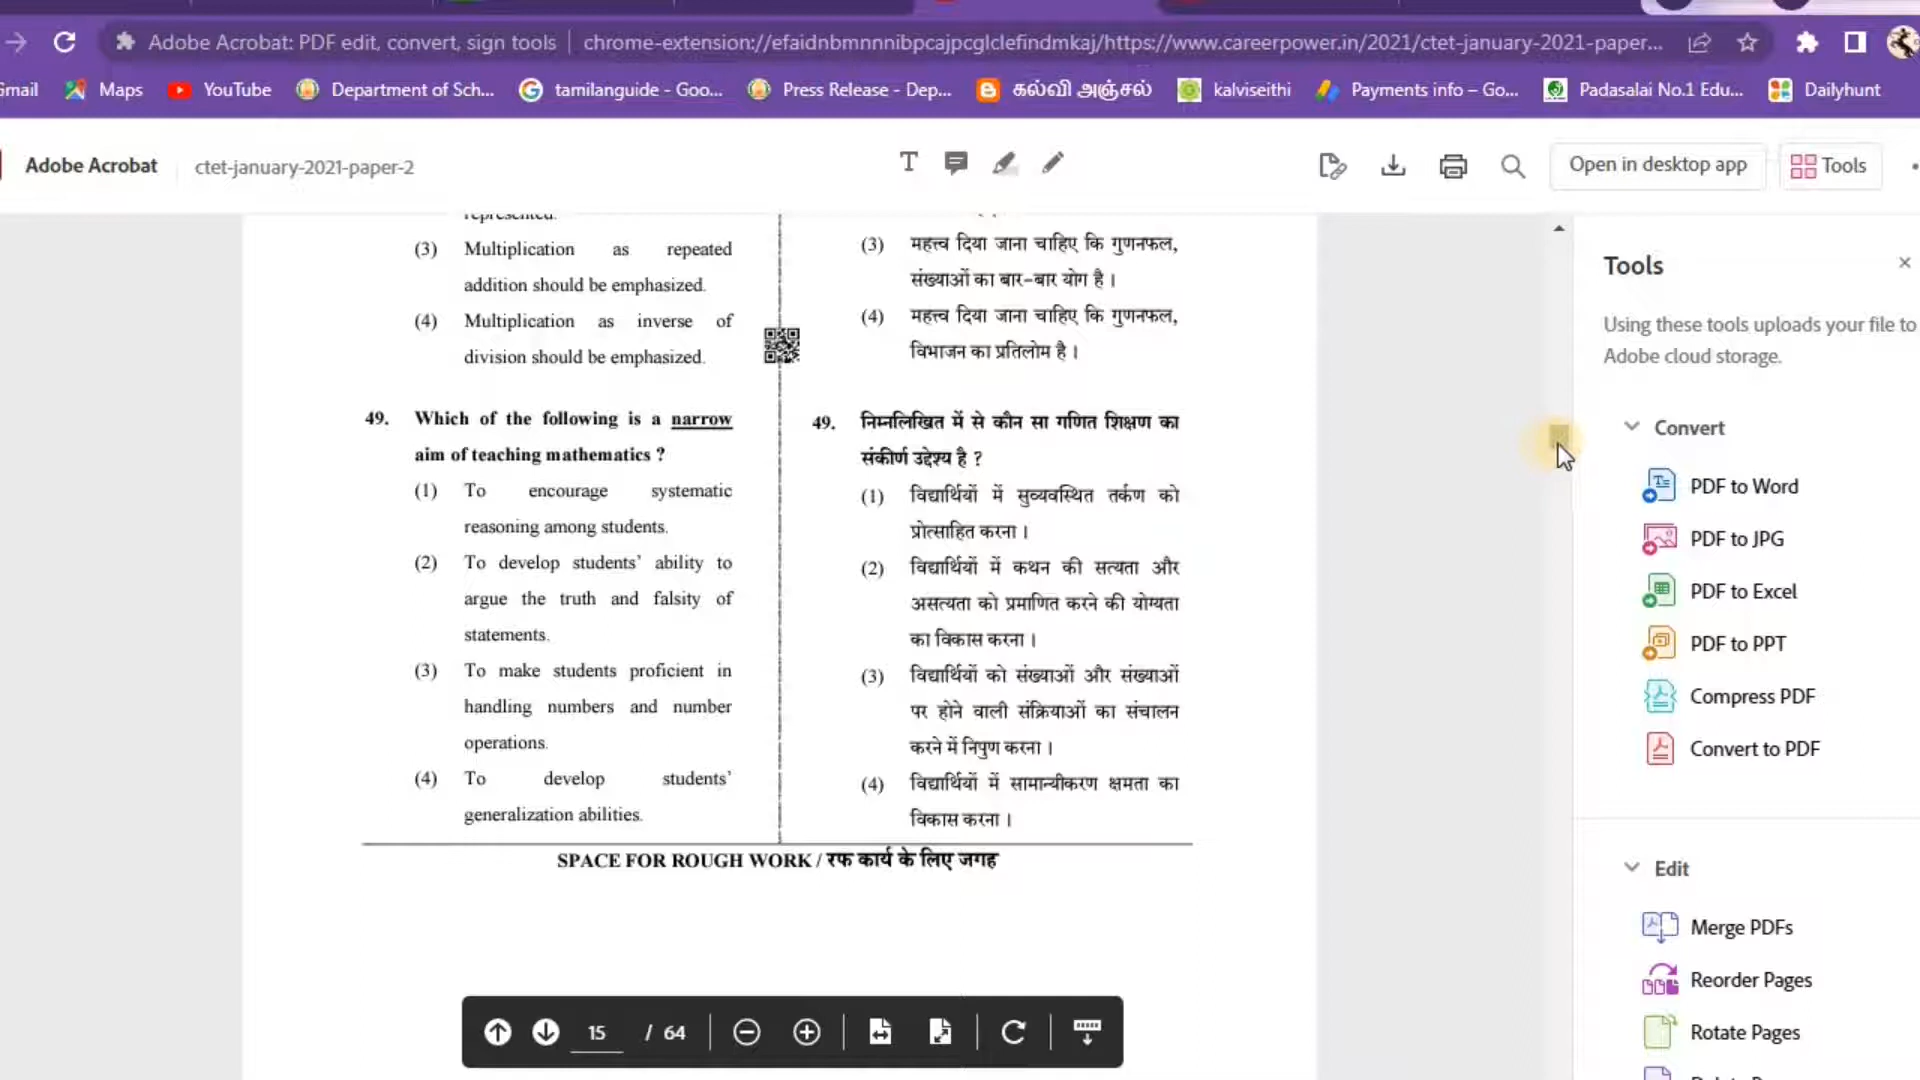 Adobe Acrobat: PDF edit, convert, sign tools | chrome-extension://efaidnbmnnnibpcajpcglclefindmkaj/https://www.careerpower.in/2021/ctet-january-2021-paper...
Gmail Maps YouTube Department of Sch... tamilanguide - Goo... Press Release - Dep... கல்வி அஞ்சல் kalviseithi Payments info – Go... Padasalai No.1 Edu... Dailyhunt
Adobe Acrobat ctet-january-2021-paper-2 Open in desktop app Tools
represented.
(3) Multiplication as repeated
addition should be emphasized.
(4) Multiplication as inverse of
division should be emphasized.
49. Which of the following is a narrow
aim of teaching mathematics ?
(1) To encourage systematic
reasoning among students.
(2) To develop students’ ability to
argue the truth and falsity of
statements.
(3) To make students proficient in
handling numbers and number
operations.
(4) To develop students’
generalization abilities.
(3) महत्त्व दिया जाना चाहिए कि गुणनफल,
संख्याओं का बार-बार योग है ।
(4) महत्त्व दिया जाना चाहिए कि गुणनफल,
विभाजन का प्रतिलोम है ।
49. निम्नलिखित में से कौन सा गणित शिक्षण का
संकीर्ण उद्देश्य है ?
(1) विद्यार्थियों में सुव्यवस्थित तर्कण को
प्रोत्साहित करना ।
(2) विद्यार्थियों में कथन की सत्यता और
असत्यता को प्रमाणित करने की योग्यता
का विकास करना ।
(3) विद्यार्थियों को संख्याओं और संख्याओं
पर होने वाली संक्रियाओं का संचालन
करने में निपुण करना ।
(4) विद्यार्थियों में सामान्यीकरण क्षमता का
विकास करना ।
SPACE FOR ROUGH WORK / रफ कार्य के लिए जगह
15 / 64
Tools
Using these tools uploads your file to
Adobe cloud storage.
Convert
PDF to Word
PDF to JPG
PDF to Excel
PDF to PPT
Compress PDF
Convert to PDF
Edit
Merge PDFs
Reorder Pages
Rotate Pages